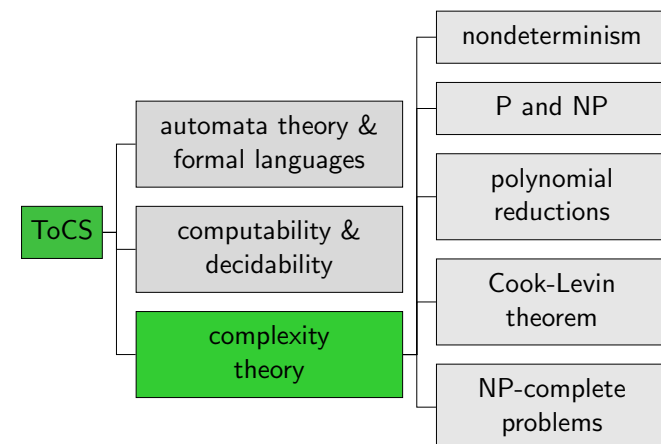 ToCS
automata theory &
formal languages
computability &
decidability
complexity
theory
nondeterminism
P and NP
polynomial
reductions
Cook-Levin
theorem
NP-complete
problems